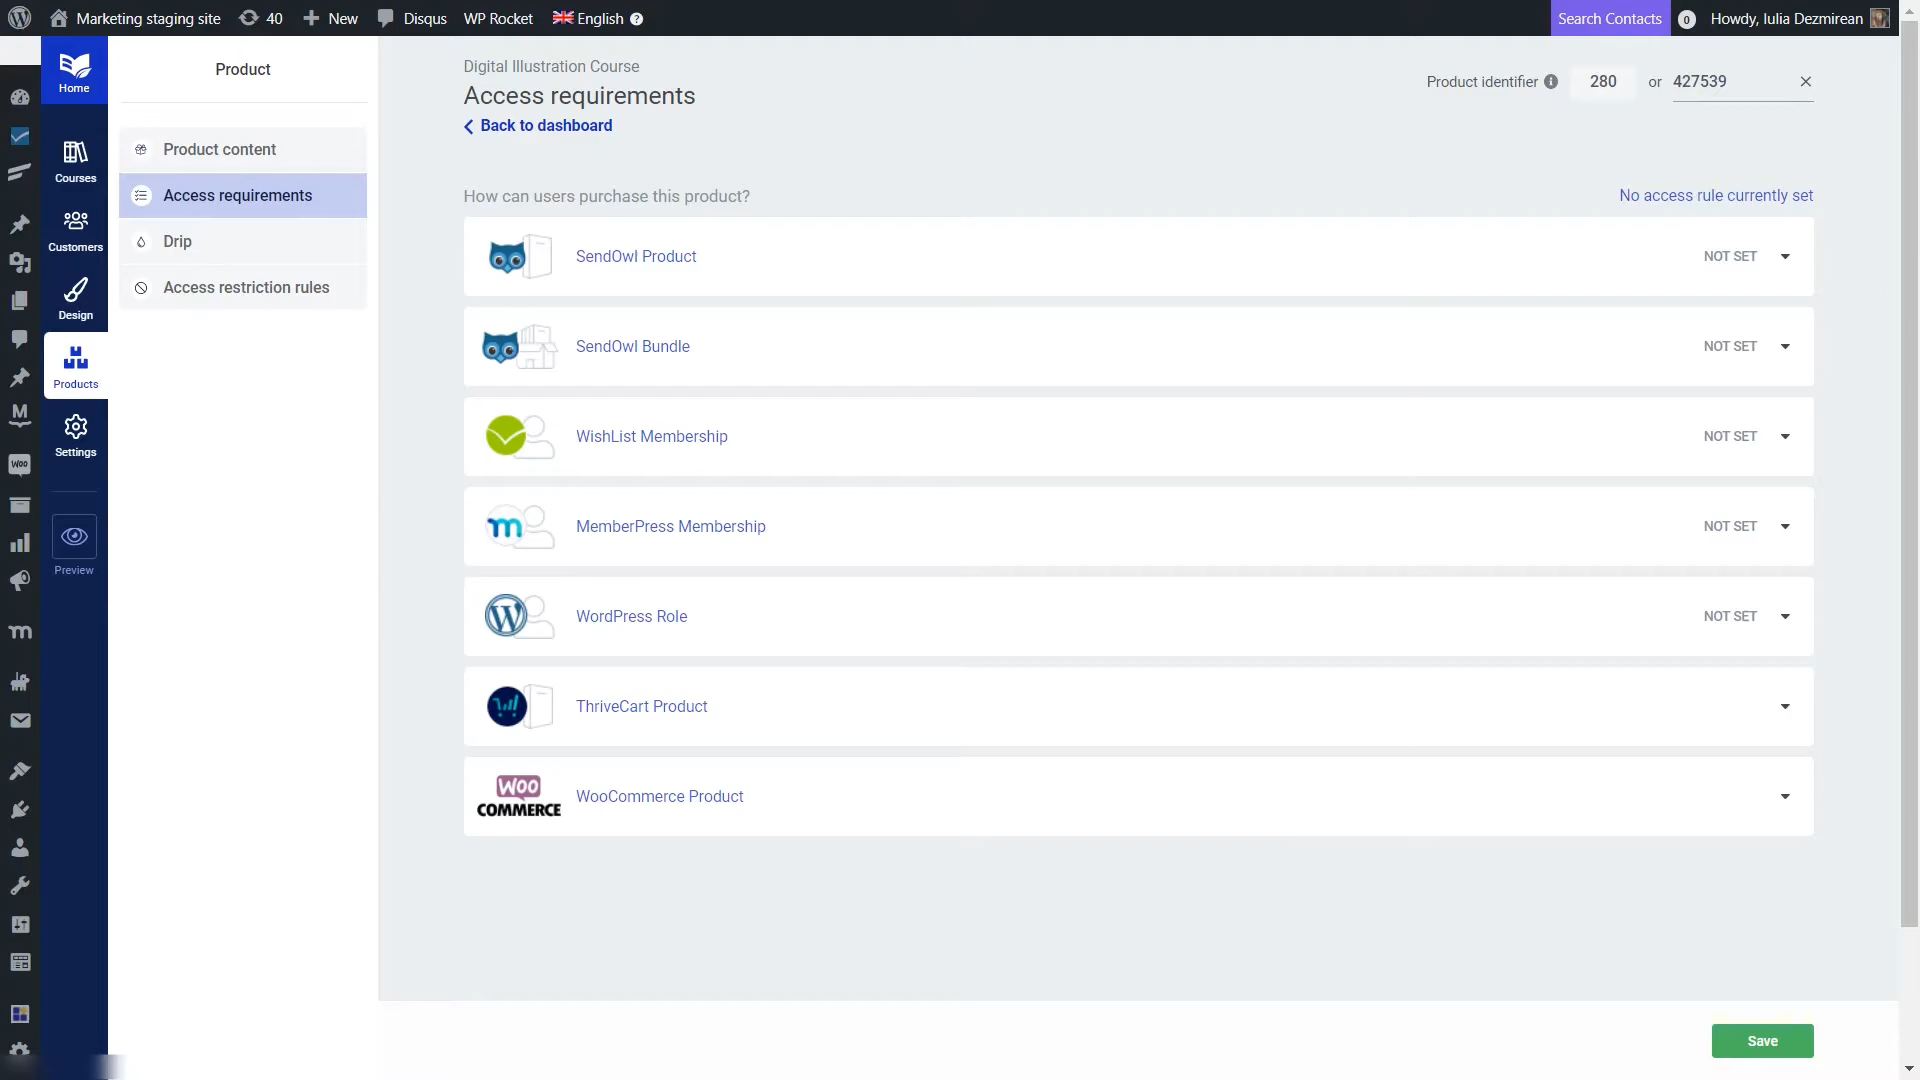 Marketing staging site
40
New
Disqus
WP Rocket
English
Search Contacts
0
Howdy, Iulia Dezmirean
Home
Courses
Customers
Design
Products
Settings
Preview
Product
Product content
Access requirements
Drip
Access restriction rules
Digital Illustration Course
Access requirements
Back to dashboard
Product identifier
280
or
427539
How can users purchase this product?
No access rule currently set
SendOwl Product
NOT SET
SendOwl Bundle
NOT SET
WishList Membership
NOT SET
MemberPress Membership
NOT SET
WordPress Role
NOT SET
ThriveCart Product
WOO
COMMERCE
WooCommerce Product
Save